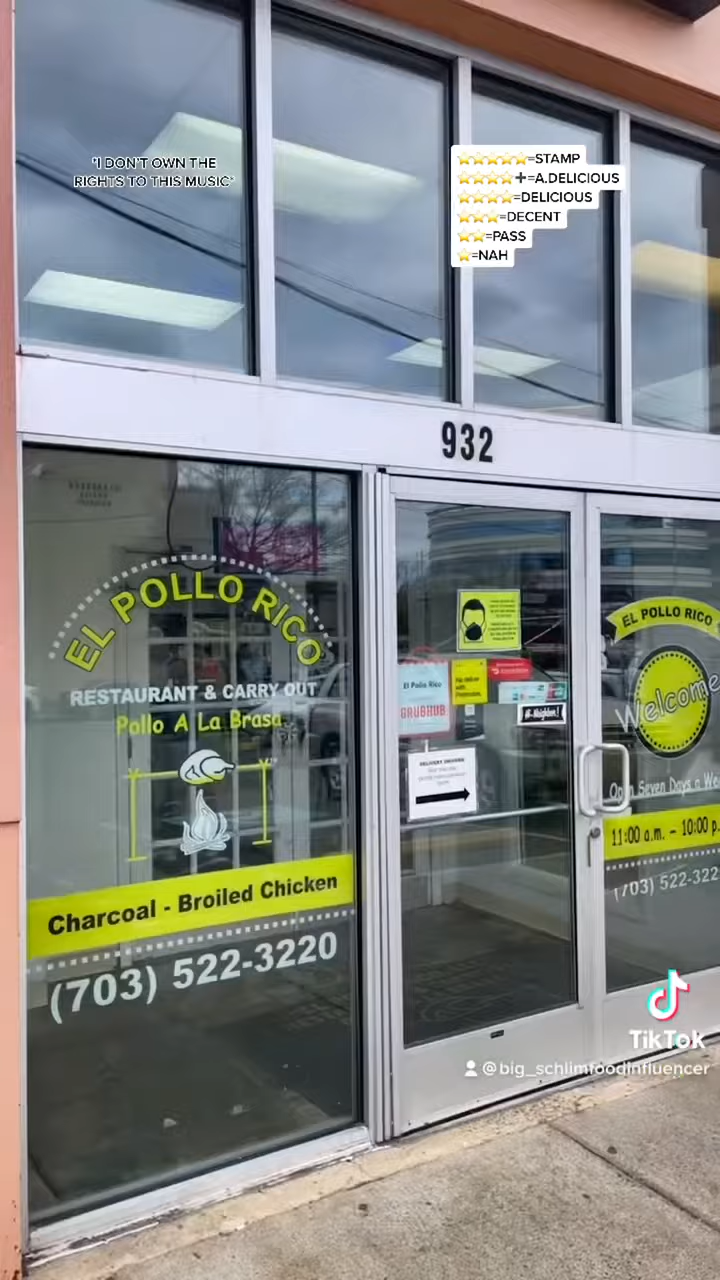 "I DON'T OWN THE
RIGHTS TO THIS MUSIC"
⭐⭐⭐⭐⭐=STAMP
⭐⭐⭐⭐➕=A.DELICIOUS
⭐⭐⭐⭐=DELICIOUS
⭐⭐⭐=DECENT
⭐⭐=PASS
⭐=NAH
932
EL POLLO RICO
RESTAURANT & CARRY OUT
Pollo A La Brasa
Charcoal - Broiled Chicken
(703) 522-3220
El Pollo Rico
GRUBHUB
EL POLLO RICO
Welcome
Open Seven Days a We
11:00 a.m. - 10:00 p.
(703) 522-322
TikTok
@big_schlimfoodinfluencer